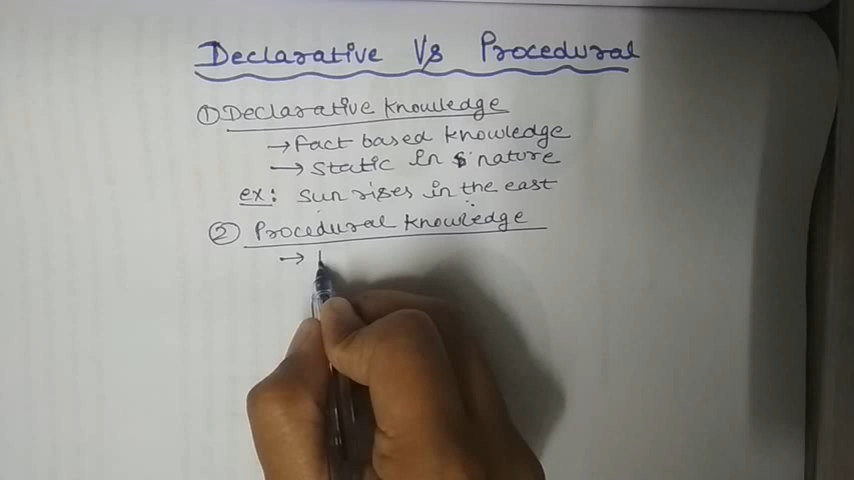 Declarative Vs Procedural
① Declarative knowledge
→ fact based knowledge
→ static in nature
ex: sun rises in the east
② Procedural knowledge
→